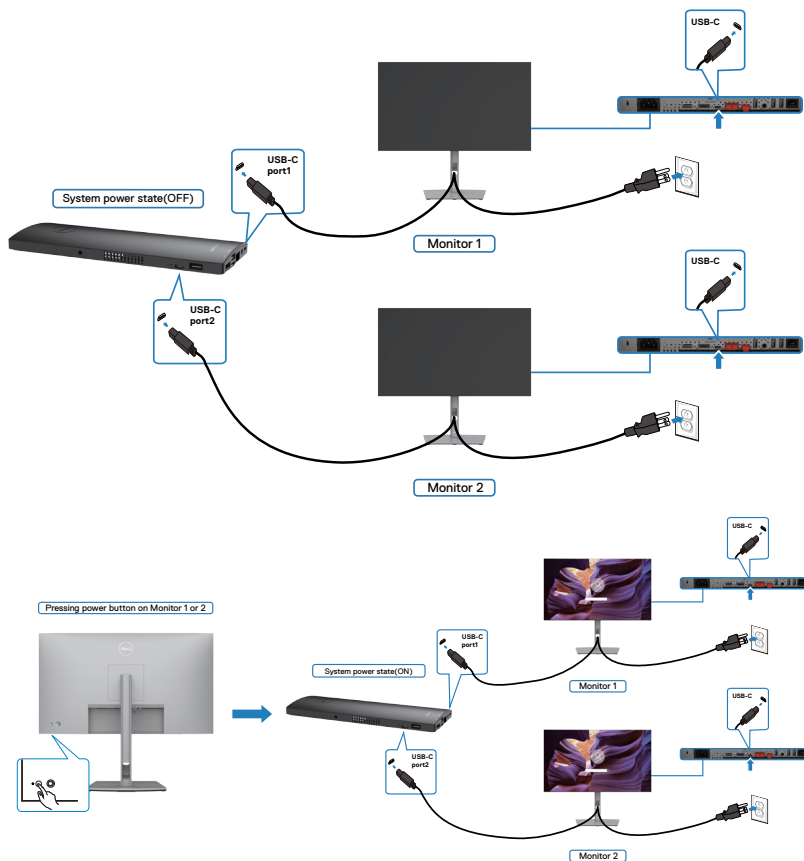 USB-C
USB-C
port1
System power state(OFF)
Monitor 1
USB-C
USB-C
port2
Monitor 2
USB-C
Pressing power button on Monitor 1 or 2
DELL
USB-C
port1
System power state(ON)
Monitor 1
USB-C
USB-C
port2
Monitor 2